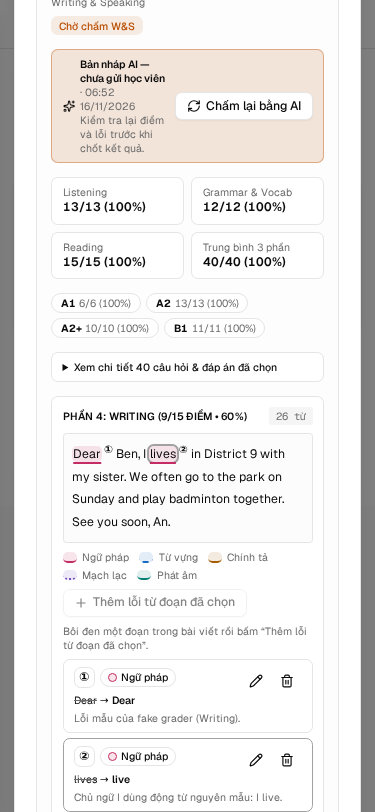 Writing & Speaking
Chờ chấm W&S
Bản nháp AI —
chưa gửi học viên
· 06:52
16/11/2026
Kiểm tra lại điểm
và lỗi trước khi
chốt kết quả.
Chấm lại bằng AI
Listening
13/13 (100%)
Grammar & Vocab
12/12 (100%)
Reading
15/15 (100%)
Trung bình 3 phần
40/40 (100%)
A1 6/6 (100%)
A2 13/13 (100%)
A2+ 10/10 (100%)
B1 11/11 (100%)
▶ Xem chi tiết 40 câu hỏi & đáp án đã chọn
PHẦN 4: WRITING (9/15 ĐIỂM • 60%)
26 từ
Dear ① Ben, I lives ② in District 9 with
my sister. We often go to the park on
Sunday and play badminton together.
See you soon, An.
Ngữ pháp Từ vựng Chính tả
Mạch lạc Phát âm
+ Thêm lỗi từ đoạn đã chọn
Bôi đen một đoạn trong bài viết rồi bấm “Thêm lỗi
từ đoạn đã chọn”.
① Ngữ pháp
Dear → Dear
Lỗi mẫu của fake grader (Writing).
② Ngữ pháp
lives → live
Chủ ngữ I dùng động từ nguyên mẫu: I live.